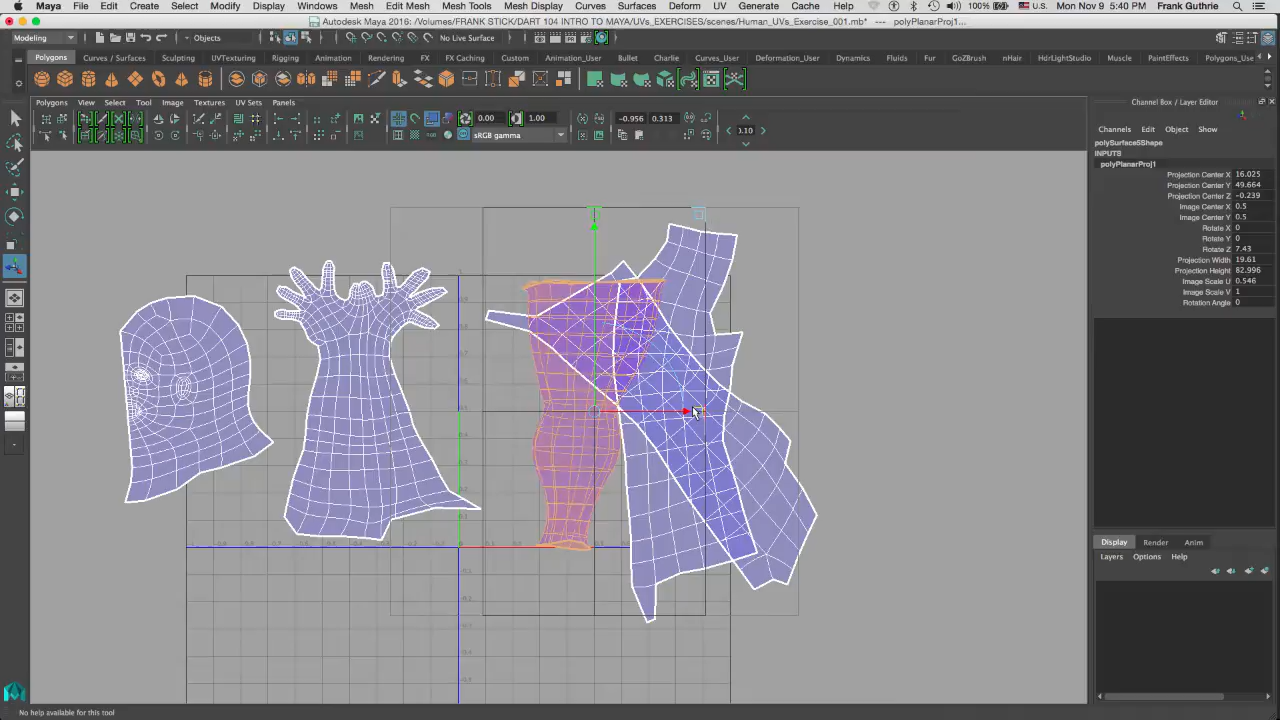 Maya File Edit Create Select Modify Display Windows Mesh Edit Mesh Mesh Tools Mesh Display Curves Surfaces Deform UV Generate Cache Help (100%) U.S. Mon Nov 9 5:40 PM Frank Guthrie
Autodesk Maya 2016: /Volumes/FRANK STICK/DART 104 INTRO TO MAYA/UVs_EXERCISES/scenes/Human_UVs_Exercise_001.mb* --- polyPlanarProj1...
Modeling Objects No Live Surface
Polygons Curves / Surfaces Sculpting UVTexturing Rigging Animation Rendering FX FX Caching Custom Animation_User Bullet Charlie Curves_User Deformation_User Dynamics Fluids Fur GoZBrush nHair HdrLightStudio Muscle PaintEffects Polygons_Use
Polygons View Select Tool Image Textures UV Sets Panels
0.00 1.00 -0.956 0.313
sRGB gamma
Channel Box / Layer Editor
Channels Edit Object Show
polySurface5Shape
INPUTS
polyPlanarProj1
Projection Center X 16.025
Projection Center Y 49.664
Projection Center Z -0.239
Image Center X 0.5
Image Center Y 0.5
Rotate X 0
Rotate Y 0
Rotate Z 7.43
Projection Width 19.61
Projection Height 82.996
Image Scale U 0.546
Image Scale V 1
Rotation Angle 0
Display Render Anim
Layers Options Help
No help available for this tool